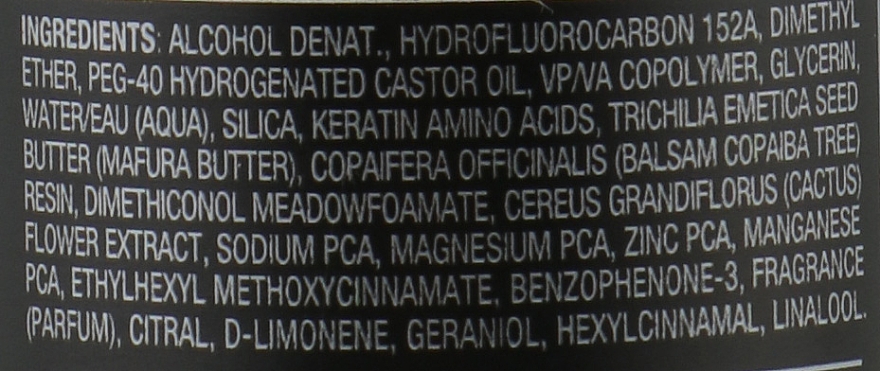 INGREDIENTS: ALCOHOL DENAT., HYDROFLUOROCARBON 152A, DIMETHYL
ETHER, PEG-40 HYDROGENATED CASTOR OIL, VP/VA COPOLYMER, GLYCERIN,
WATER/EAU (AQUA), SILICA, KERATIN AMINO ACIDS, TRICHILIA EMETICA SEED
BUTTER (MAFURA BUTTER), COPAIFERA OFFICINALIS (BALSAM COPAIBA TREE)
RESIN, DIMETHICONOL MEADOWFOAMATE, CEREUS GRANDIFLORUS (CACTUS)
FLOWER EXTRACT, SODIUM PCA, MAGNESIUM PCA, ZINC PCA, MANGANESE
PCA, ETHYLHEXYL METHOXYCINNAMATE, BENZOPHENONE-3, FRAGRANCE
(PARFUM), CITRAL, D-LIMONENE, GERANIOL, HEXYLCINNAMAL, LINALOOL.